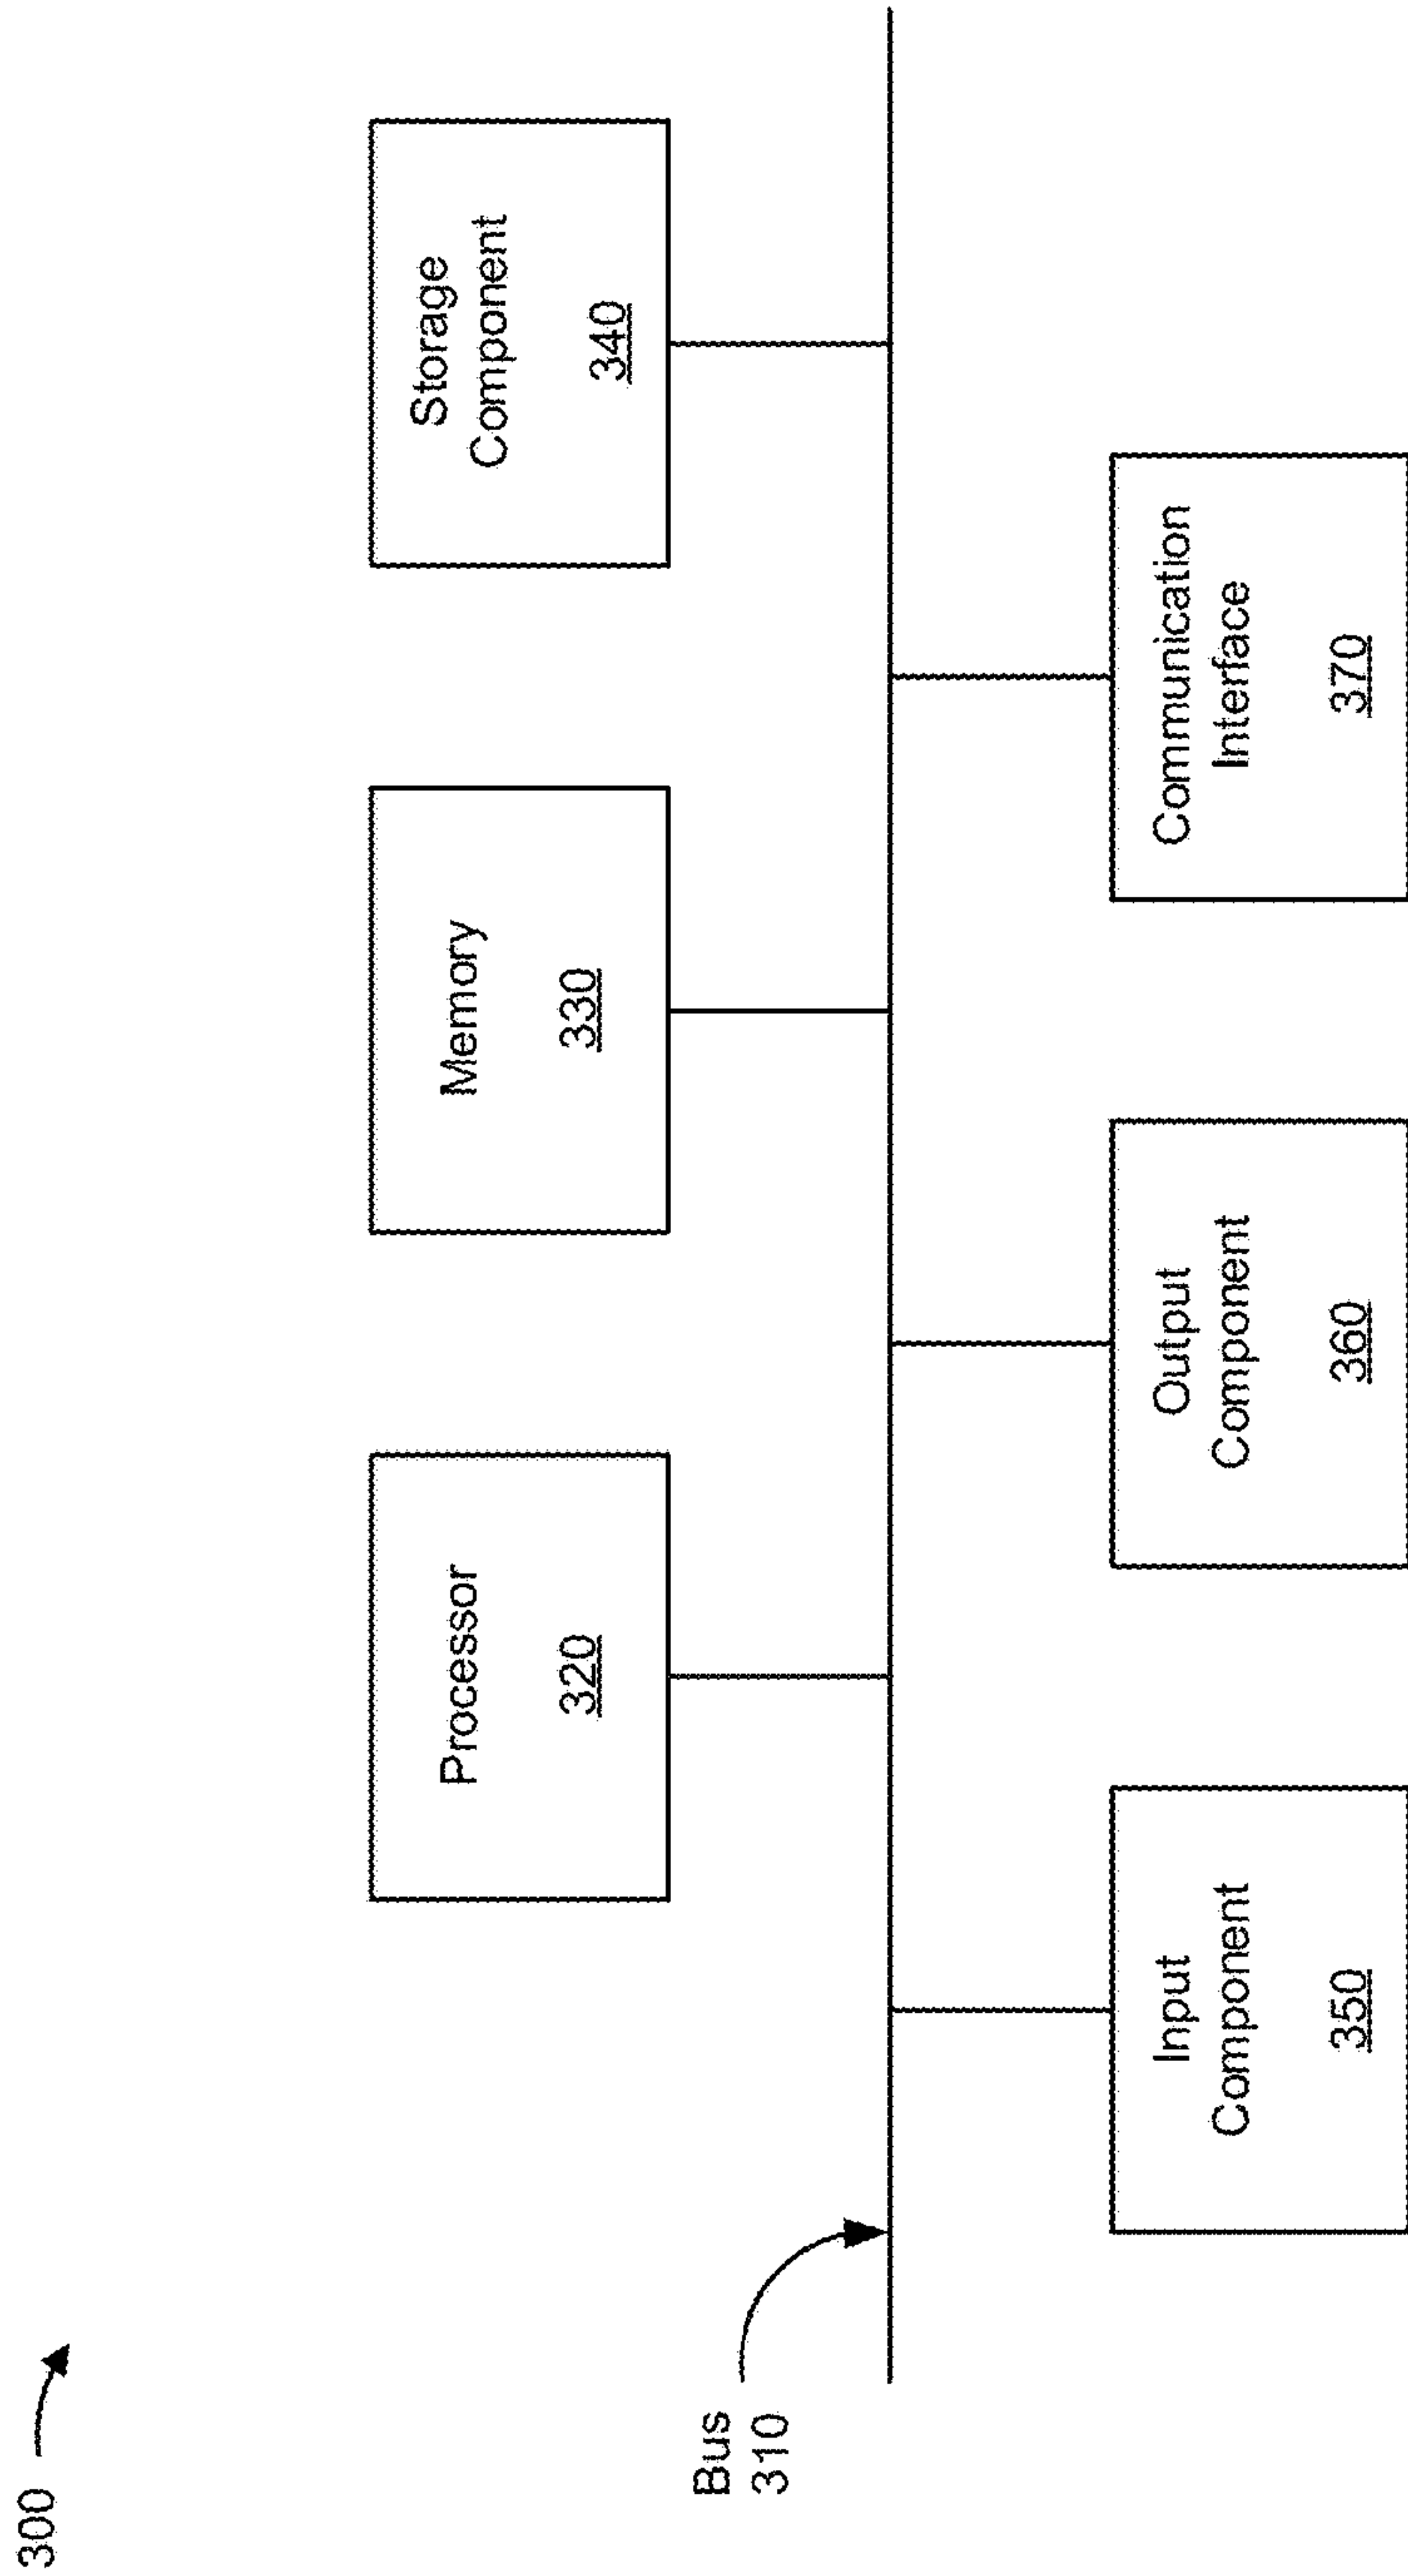 300
Processor
320
Memory
330
Storage
Component
340
Bus
310
Input
Component
350
Output
Component
360
Communication
Interface
370